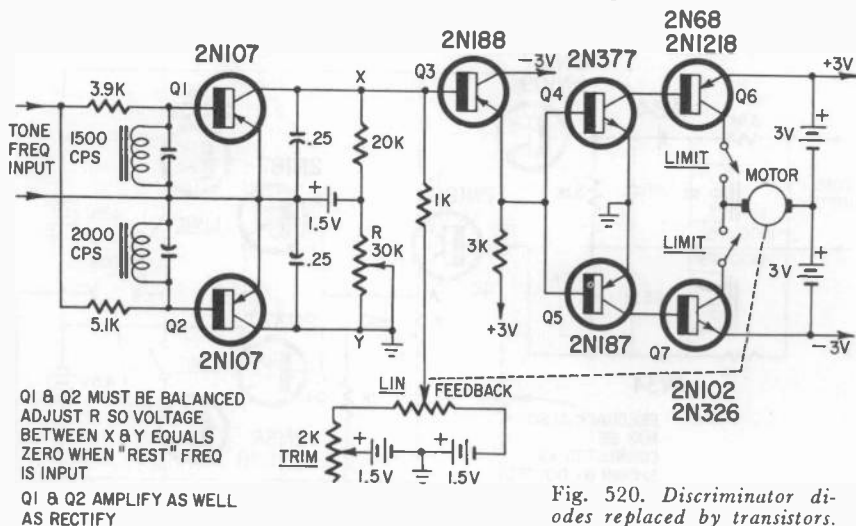 2N107
Q1
3.9K
TONE
FREQ
INPUT
1500
CPS
2000
CPS
5.1K
Q2
2N107
.25
.25
+
1.5V
X
20K
R
30K
Y
2N188
Q3
-3V
1K
3K
+3V
2N377
Q4
Q5
2N187
2N68
2N1218
Q6
+3V
+
3V
LIMIT
MOTOR
LIMIT
+
3V
-3V
Q7
2N102
2N326
LIN
FEEDBACK
2K
TRIM
+
1.5V
+
1.5V
Q1 & Q2 MUST BE BALANCED
ADJUST R SO VOLTAGE
BETWEEN X & Y EQUALS
ZERO WHEN "REST" FREQ
IS INPUT
Q1 & Q2 AMPLIFY AS WELL
AS RECTIFY
Fig. 520. Discriminator di-
odes replaced by transistors.